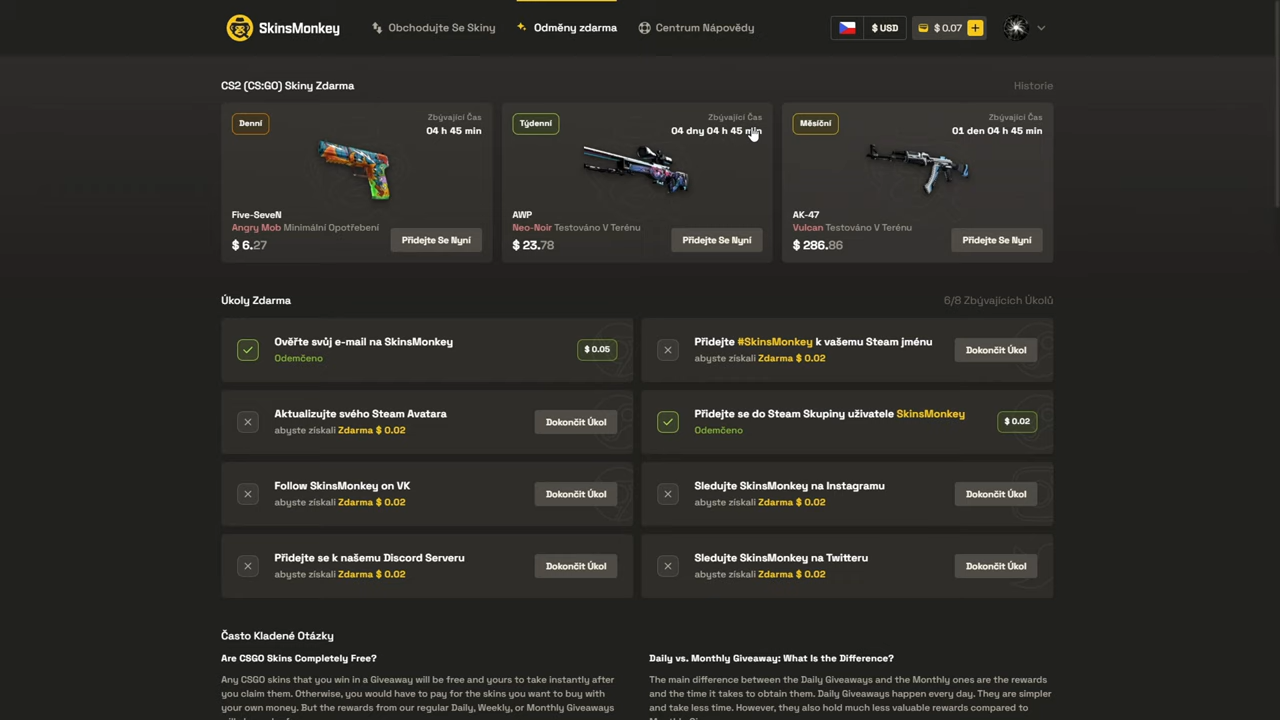 SkinsMonkey
Obchodujte Se Skiny
Odměny zdarma
Centrum Nápovědy
$ USD
$ 0.07
CS2 (CS:GO) Skiny Zdarma
Historie
Denní
Zbývající Čas
04 h 45 min
Five-SeveN
Angry Mob Minimální Opotřebení
$ 6.27
Přidejte Se Nyní
Týdenní
Zbývající Čas
04 dny 04 h 45 min
AWP
Neo-Noir Testováno V Terénu
$ 23.78
Přidejte Se Nyní
Měsíční
Zbývající Čas
01 den 04 h 45 min
AK-47
Vulcan Testováno V Terénu
$ 286.86
Přidejte Se Nyní
Úkoly Zdarma
6/8 Zbývajících Úkolů
Ověřte svůj e-mail na SkinsMonkey
Odemčeno
$ 0.05
Přidejte #SkinsMonkey k vašemu Steam jménu
abyste získali Zdarma $ 0.02
Dokončit Úkol
Aktualizujte svého Steam Avatara
abyste získali Zdarma $ 0.02
Dokončit Úkol
Přidejte se do Steam Skupiny uživatele SkinsMonkey
Odemčeno
$ 0.02
Follow SkinsMonkey on VK
abyste získali Zdarma $ 0.02
Dokončit Úkol
Sledujte SkinsMonkey na Instagramu
abyste získali Zdarma $ 0.02
Dokončit Úkol
Přidejte se k našemu Discord Serveru
abyste získali Zdarma $ 0.02
Dokončit Úkol
Sledujte SkinsMonkey na Twitteru
abyste získali Zdarma $ 0.02
Dokončit Úkol
Často Kladené Otázky
Are CSGO Skins Completely Free?
Any CSGO skins that you win in a Giveaway will be free and yours to take instantly after
you claim them. Otherwise, you would have to pay for the skins you want to buy with
your own money. But the rewards from our regular Daily, Weekly, or Monthly Giveaways
Daily vs. Monthly Giveaway: What Is the Difference?
The main difference between the Daily Giveaways and the Monthly ones are the rewards
and the time it takes to obtain them. Daily Giveaways happen every day. They are simpler
and take less time. However, they also hold much less valuable rewards compared to